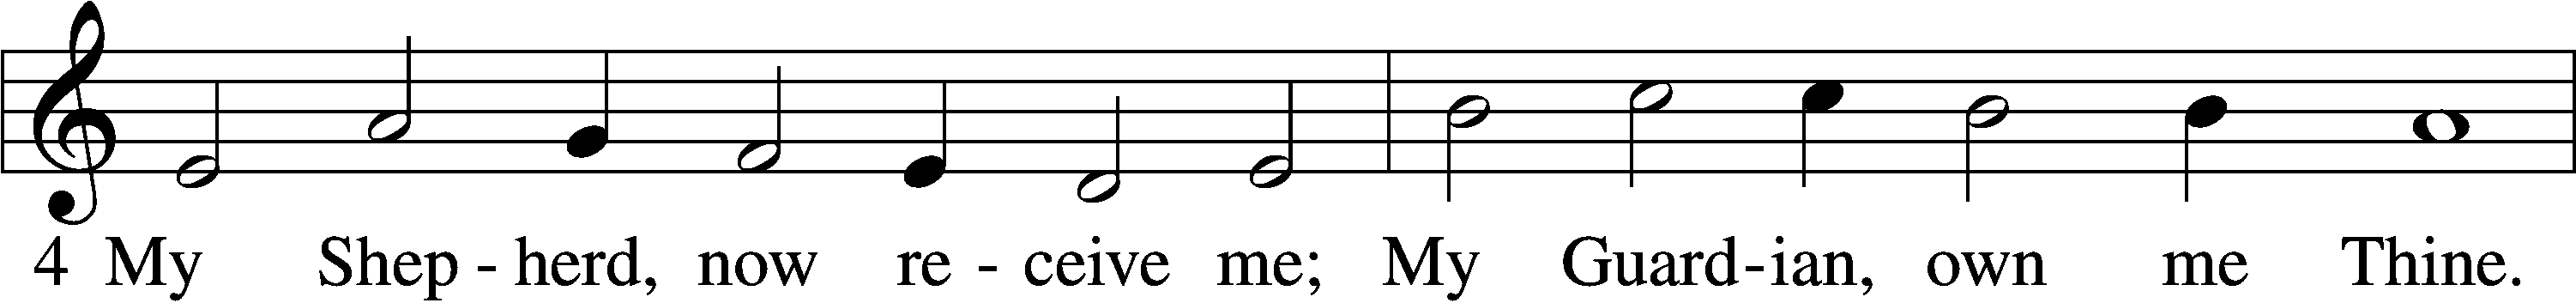 4 My Shep - herd, now re - ceive me; My Guard-ian, own me Thine.